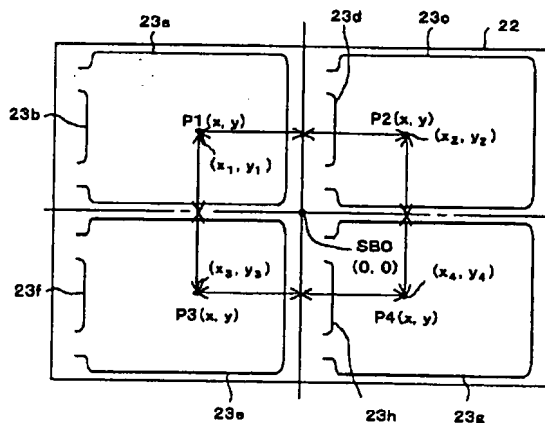 23a
23d
23c
22
23b
P1(x, y)
P2(x, y)
(x₁, y₁)
(x₂, y₂)
SBO
(0, 0)
(x₃, y₃)
(x₄, y₄)
23f
P3(x, y)
P4(x, y)
23e
23h
23g